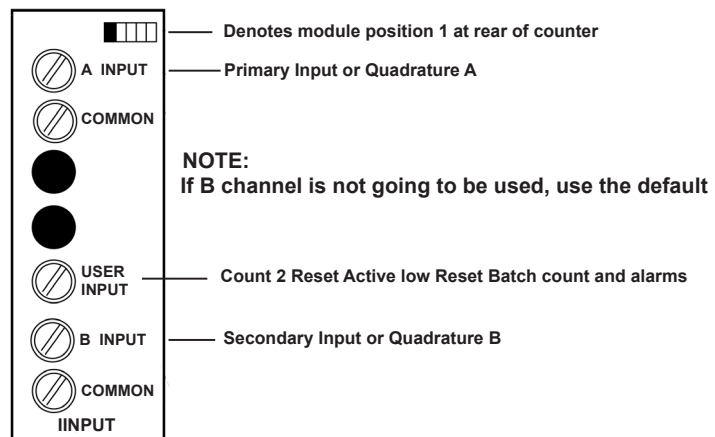 Denotes module position 1 at rear of counter
A INPUT
Primary Input or Quadrature A
COMMON
NOTE:
If B channel is not going to be used, use the default
USER
INPUT
Count 2 Reset Active low Reset Batch count and alarms
B INPUT
Secondary Input or Quadrature B
COMMON
IINPUT